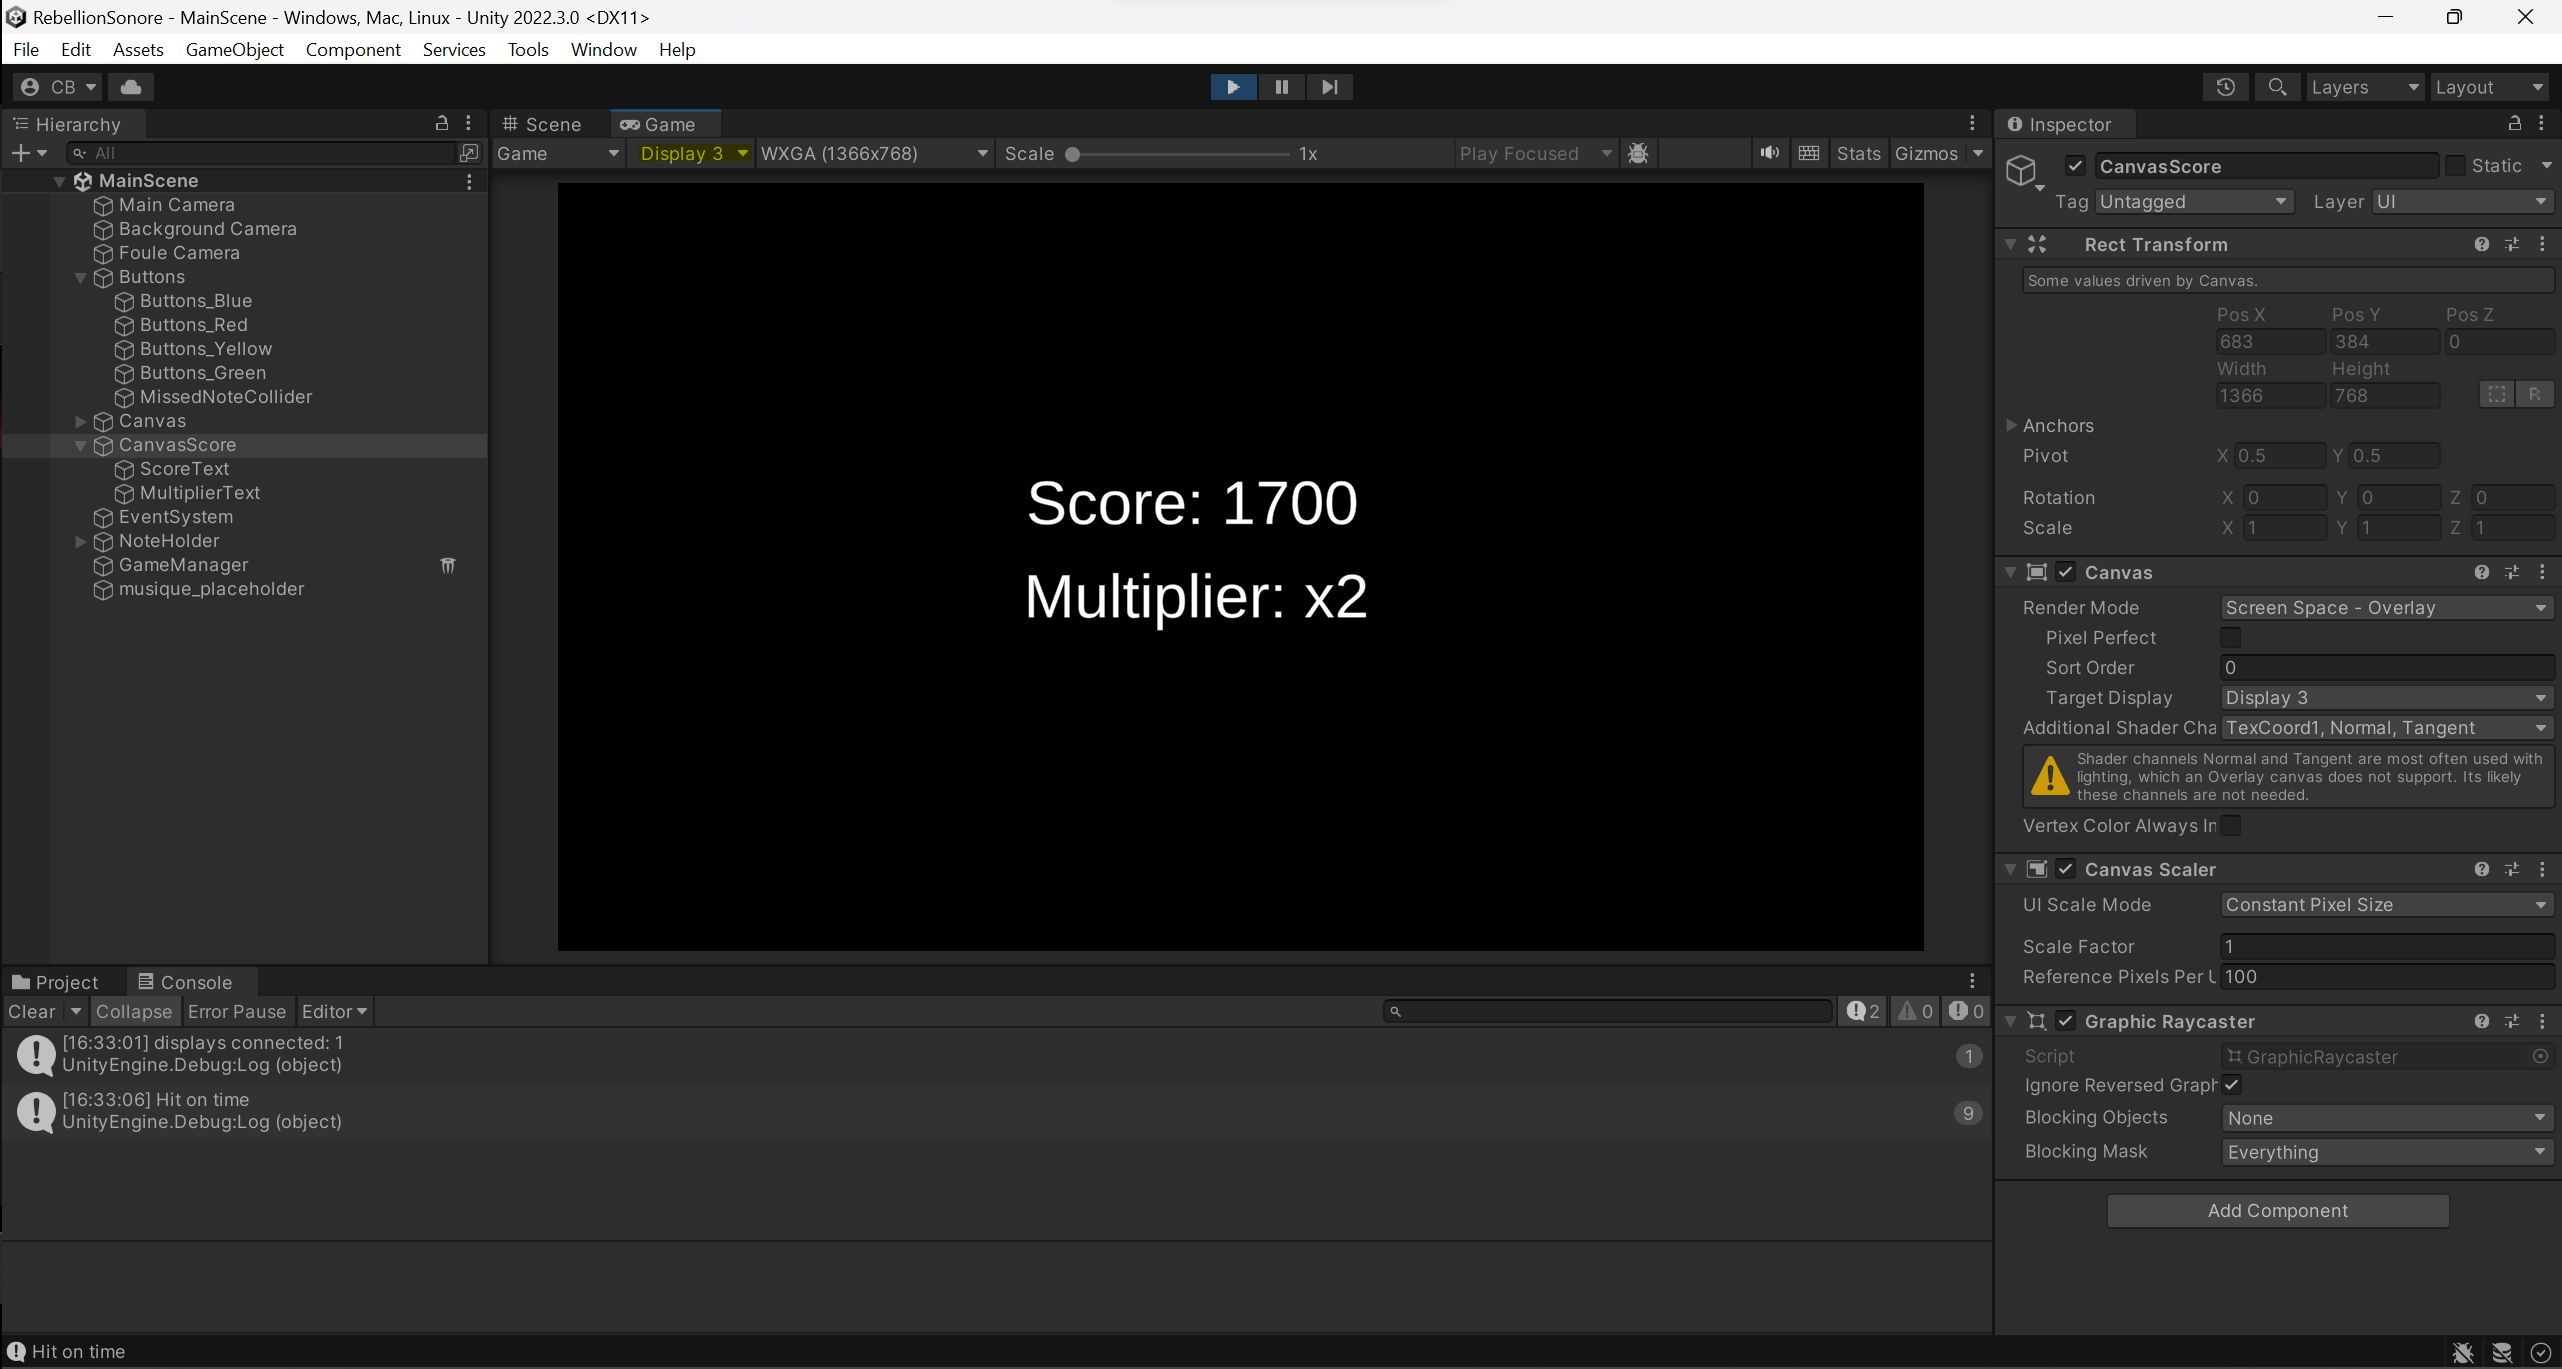 RebellionSonore - MainScene - Windows, Mac, Linux - Unity 2022.3.0 <DX11>
File Edit Assets GameObject Component Services Tools Window Help
CB Layers Layout
Hierarchy
All
MainScene
Main Camera
Background Camera
Foule Camera
Buttons
Buttons_Blue
Buttons_Red
Buttons_Yellow
Buttons_Green
MissedNoteCollider
Canvas
CanvasScore
ScoreText
MultiplierText
EventSystem
NoteHolder
GameManager
musique_placeholder
Scene Game
Game Display 3 WXGA (1366x768) Scale 1x Play Focused Stats Gizmos
Score: 1700
Multiplier: x2
Inspector
CanvasScore Static
Tag Untagged Layer UI
Rect Transform
Some values driven by Canvas.
Pos X Pos Y Pos Z
683 384 0
Width Height
1366 768 R
Anchors
Pivot X 0.5 Y 0.5
Rotation X 0 Y 0 Z 0
Scale X 1 Y 1 Z 1
Canvas
Render Mode Screen Space - Overlay
Pixel Perfect
Sort Order 0
Target Display Display 3
Additional Shader Cha TexCoord1, Normal, Tangent
Shader channels Normal and Tangent are most often used with
lighting, which an Overlay canvas does not support. Its likely
these channels are not needed.
Vertex Color Always In
Canvas Scaler
UI Scale Mode Constant Pixel Size
Scale Factor 1
Reference Pixels Per U 100
Graphic Raycaster
Script GraphicRaycaster
Ignore Reversed Graph
Blocking Objects None
Blocking Mask Everything
Add Component
Project Console
Clear Collapse Error Pause Editor 2 0 0
[16:33:01] displays connected: 1
UnityEngine.Debug:Log (object) 1
[16:33:06] Hit on time
UnityEngine.Debug:Log (object) 9
Hit on time